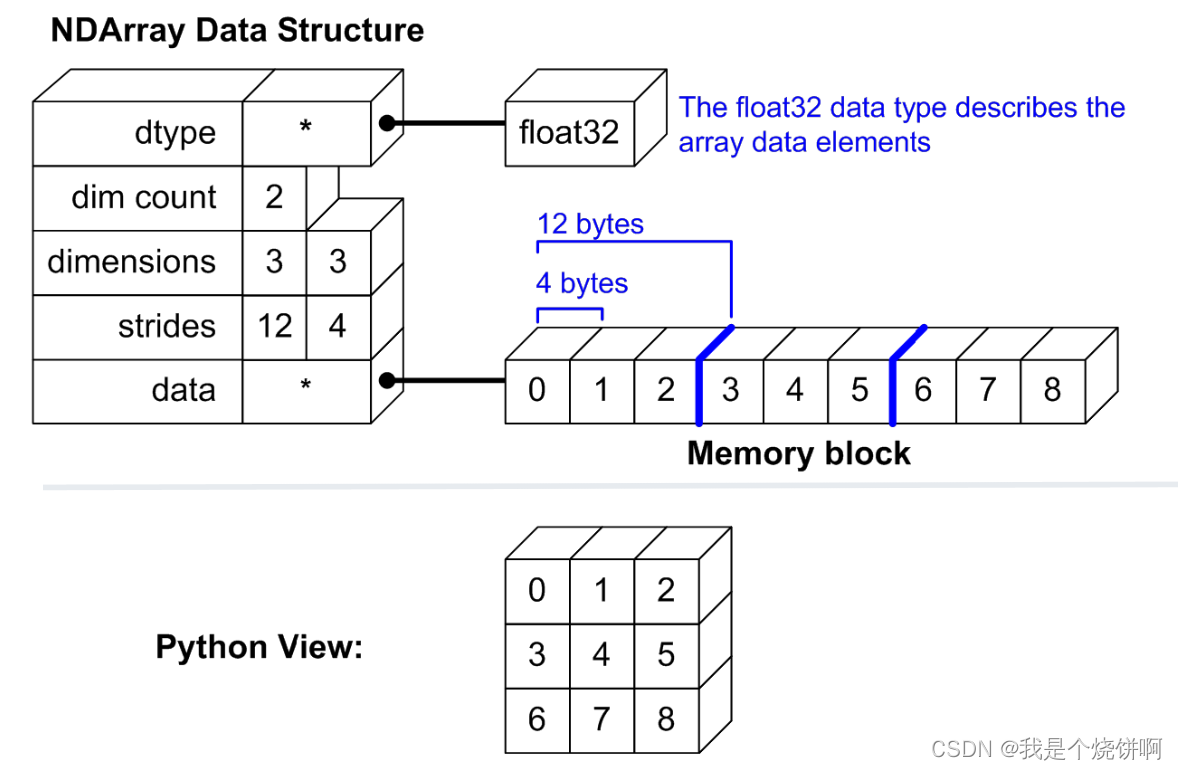 NDArray Data Structure
dtype * float32
The float32 data type describes the
array data elements
dim count 2
12 bytes
dimensions 3 3
4 bytes
strides 12 4
data * 0 1 2 3 4 5 6 7 8
Memory block
0 1 2
Python View:
3 4 5
6 7 8
CSDN @我是个烧饼啊